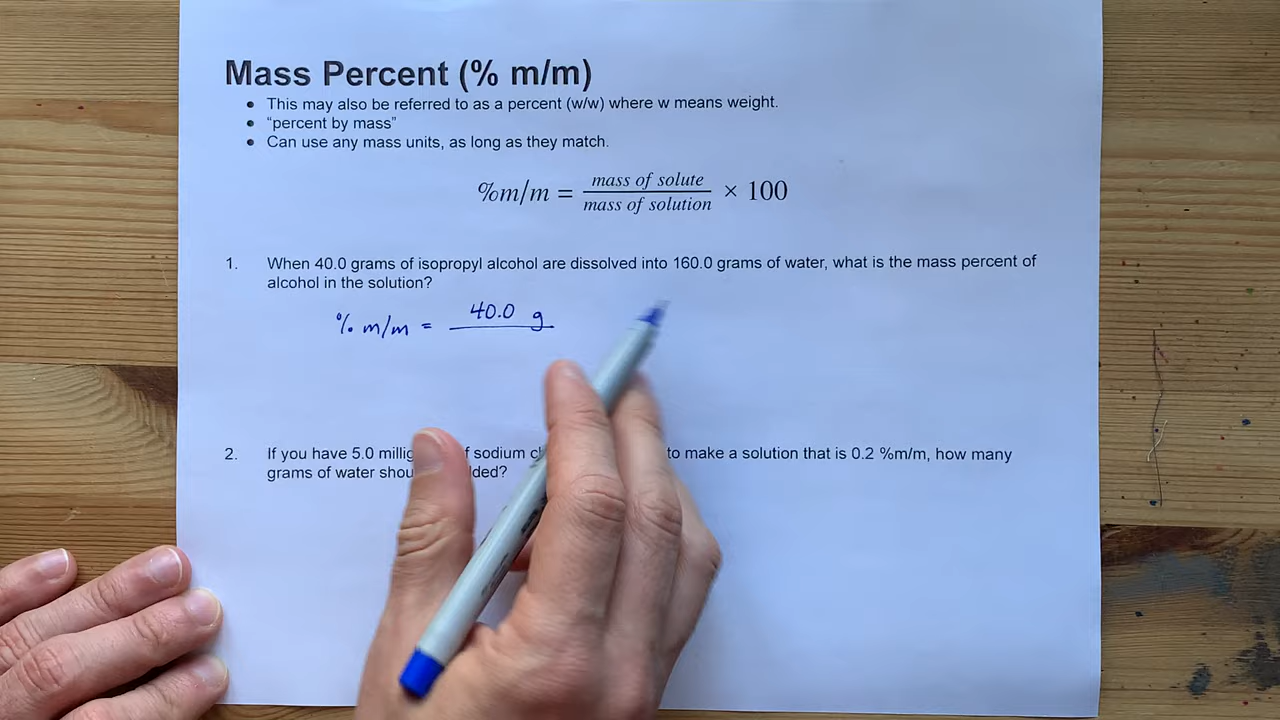 Mass Percent (% m/m)
• This may also be referred to as a percent (w/w) where w means weight.
• “percent by mass”
• Can use any mass units, as long as they match.
%m/m = mass of solute / mass of solution × 100
1. When 40.0 grams of isopropyl alcohol are dissolved into 160.0 grams of water, what is the mass percent of
alcohol in the solution?
% m/m = 40.0 g
2. If you have 5.0 of sodium to make a solution that is 0.2 %m/m, how many
grams of water